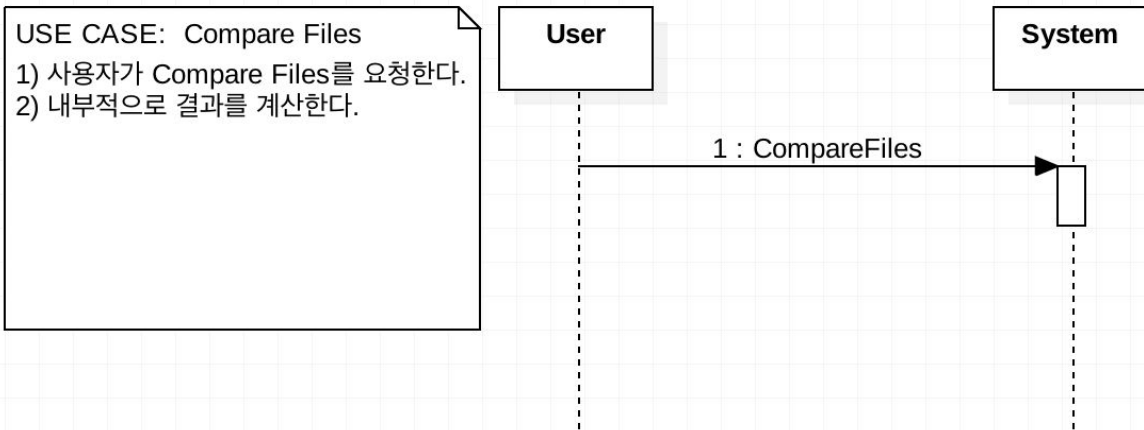 USE CASE:  Compare Files
1) 사용자가 Compare Files를 요청한다.
2) 내부적으로 결과를 계산한다.
User
System
1 : CompareFiles